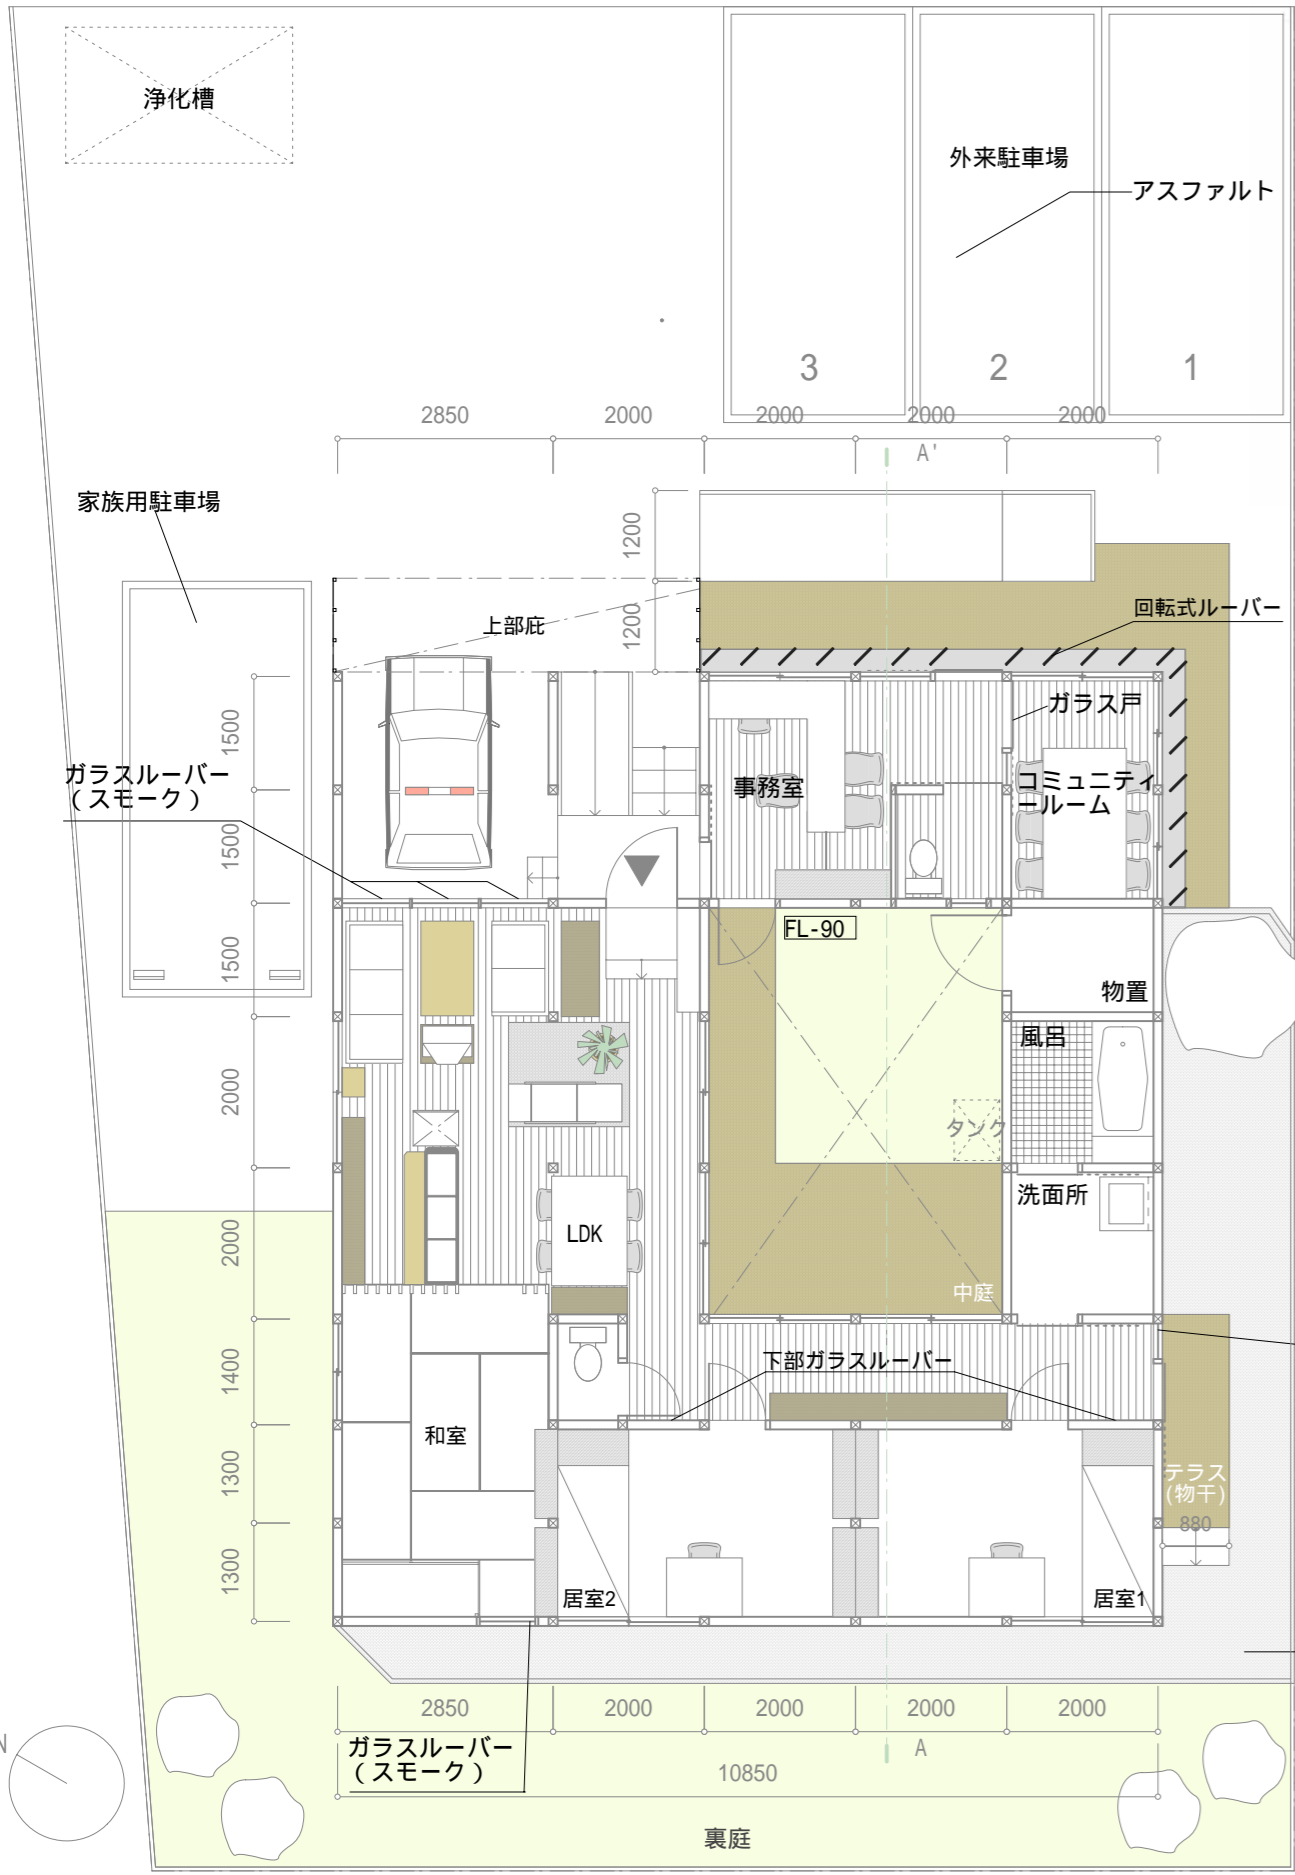 浄化槽
外来駐車場
アスファルト
3
2
1
2850
2000
2000
2000
2000
A'
家族用駐車場
1200
1200
上部庇
回転式ルーバー
ガラス戸
1500
ガラスルーバー
（スモーク）
事務室
コミュニティ
ールーム
1500
FL-90
1500
物置
風呂
2000
タンク
洗面所
2000
LDK
中庭
1400
下部ガラスルーバー
和室
1300
テラス
(物干)
880
1300
居室2
居室1
2850
2000
2000
2000
2000
N
ガラスルーバー
（スモーク）
A
10850
裏庭